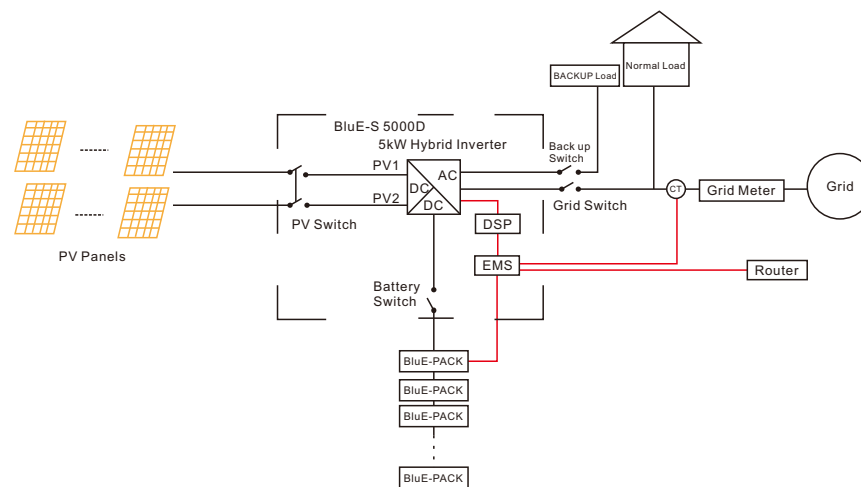 Normal Load
BACKUP Load
BluE-S 5000D
5kW Hybrid Inverter
Back up
Switch
PV1
AC
DC
PV2
DC
CT
Grid Meter
Grid
PV Switch
DSP
Grid Switch
PV Panels
EMS
Router
Battery
Switch
BluE-PACK
BluE-PACK
BluE-PACK
BluE-PACK